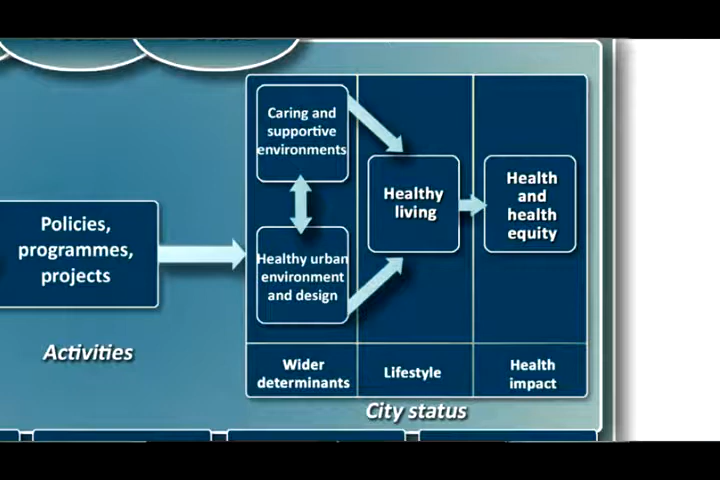 Caring and
supportive
environments
Healthy urban
environment
and design
Healthy
living
Health
and
health
equity
Policies,
programmes,
projects
Activities
Wider
determinants
Lifestyle
Health
impact
City status